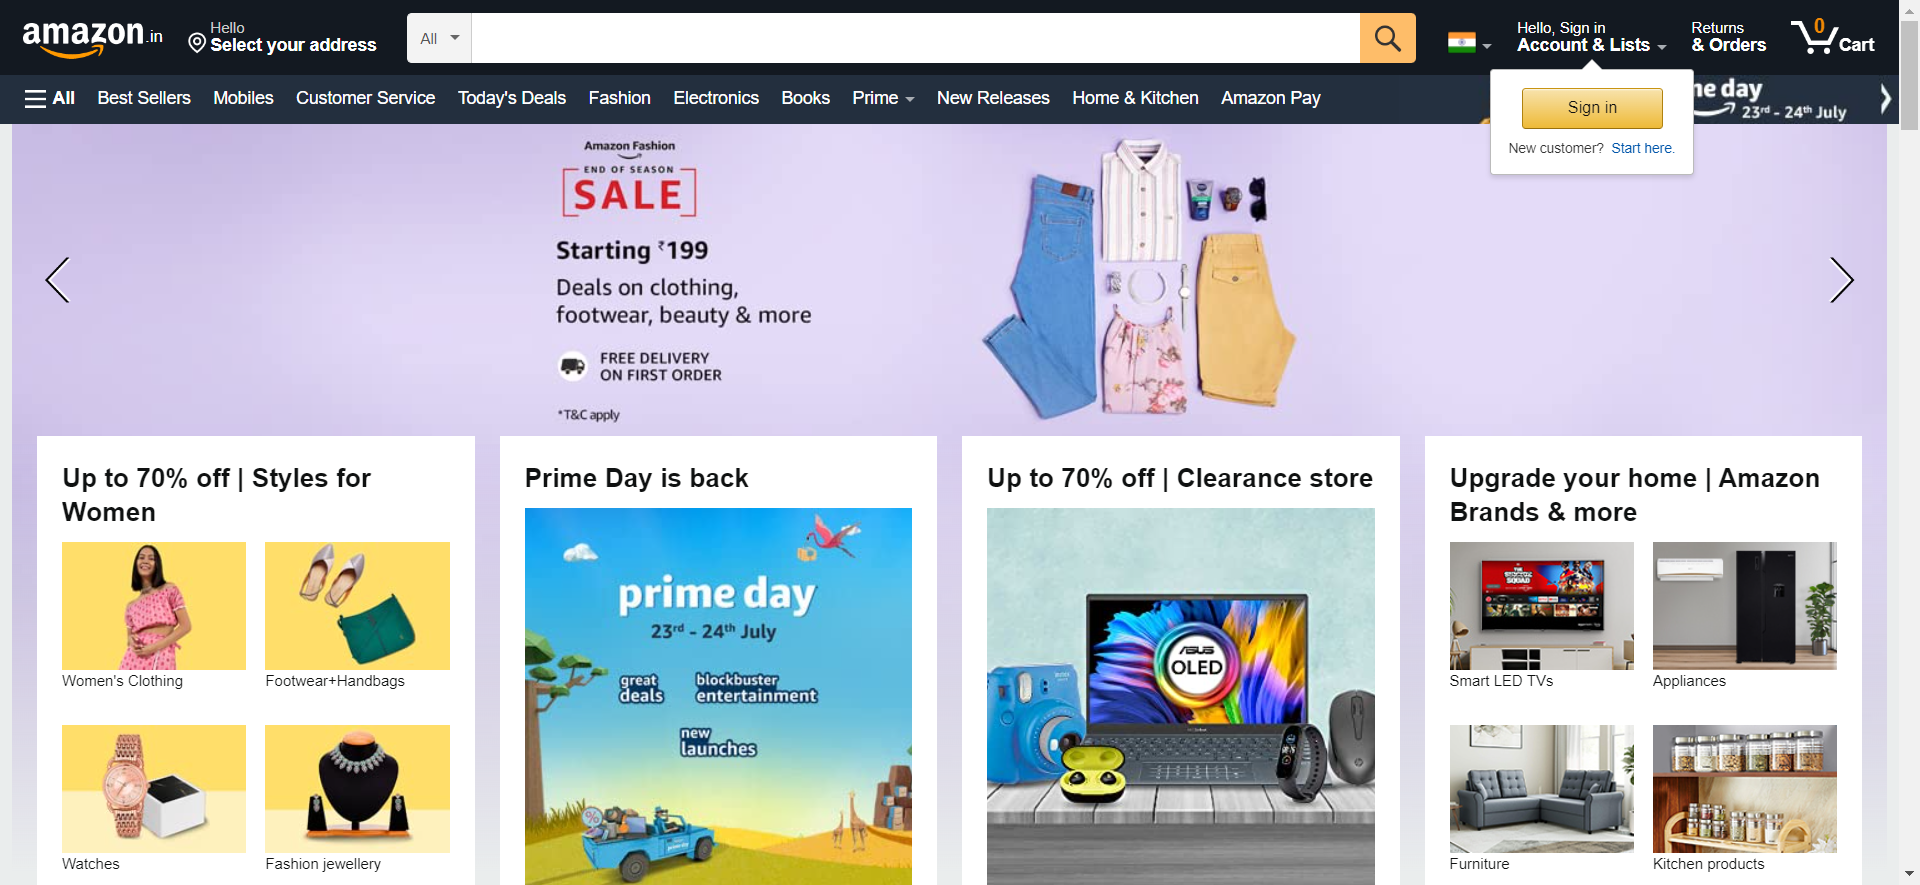 amazon.in
Hello
Select your address
All
Hello, Sign in
Account & Lists
Returns
& Orders
0
Cart
All
Best Sellers
Mobiles
Customer Service
Today's Deals
Fashion
Electronics
Books
Prime
New Releases
Home & Kitchen
Amazon Pay
day
23rd - 24th July
Sign in
New customer? Start here.
Amazon Fashion
END OF SEASON
SALE
Starting ₹199
Deals on clothing,
footwear, beauty & more
FREE DELIVERY
ON FIRST ORDER
*T&C apply
Up to 70% off | Styles for
Women
Women's Clothing
Footwear+Handbags
Watches
Fashion jewellery
Prime Day is back
prime day
23rd - 24th July
great
deals
blockbuster
entertainment
new
launches
%
prime day
Up to 70% off | Clearance store
ASUS
OLED
Upgrade your home | Amazon
Brands & more
Smart LED TVs
Appliances
Furniture
Kitchen products